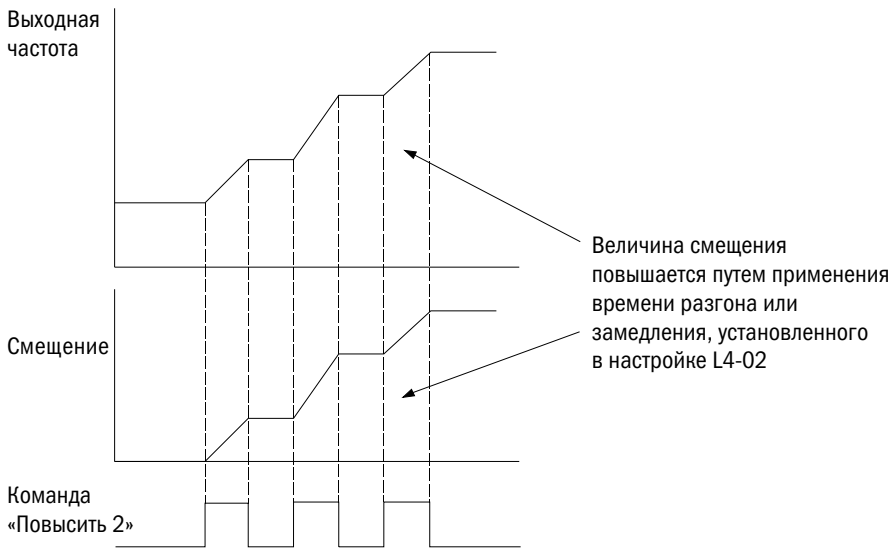 Выходная
частота
Величина смещения
повышается путем применения
времени разгона или
замедления, установленного
в настройке L4-02
Смещение
Команда
«Повысить 2»